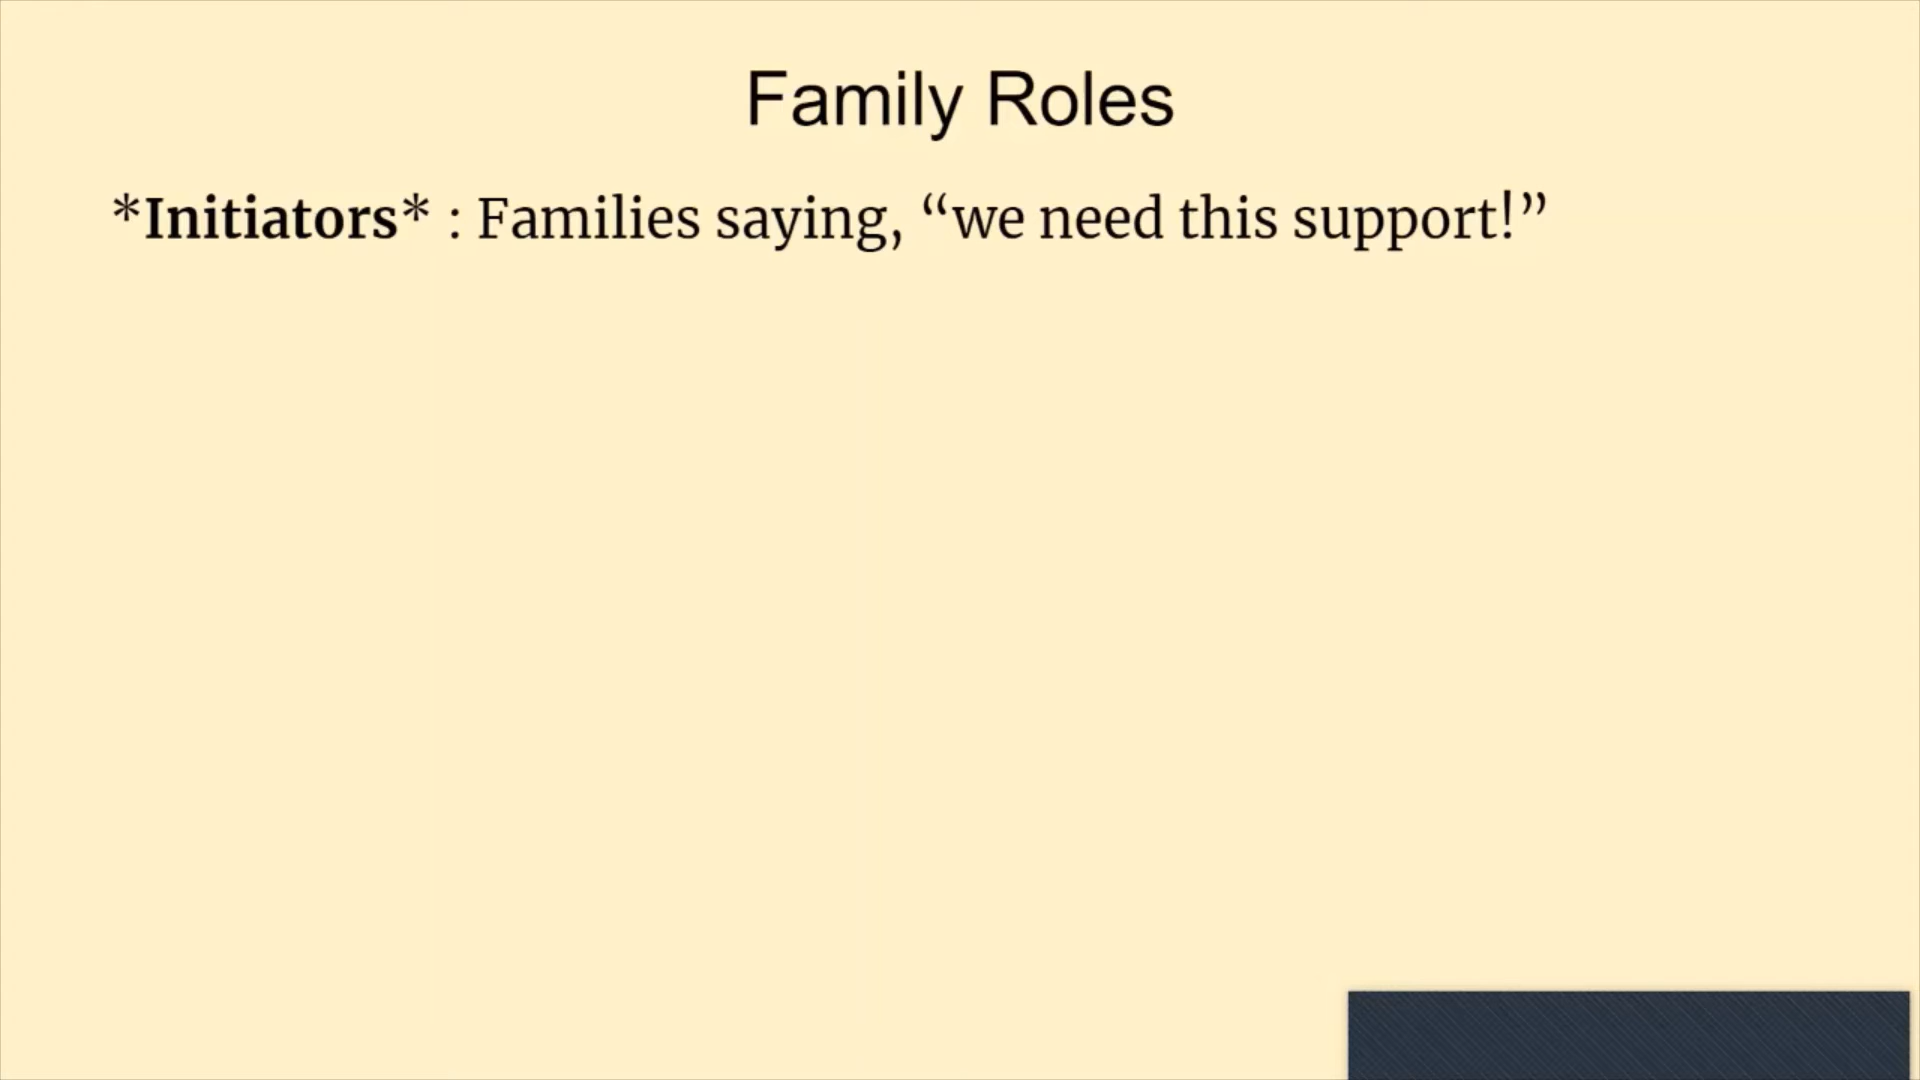 Family Roles
*Initiators* : Families saying, “we need this support!”